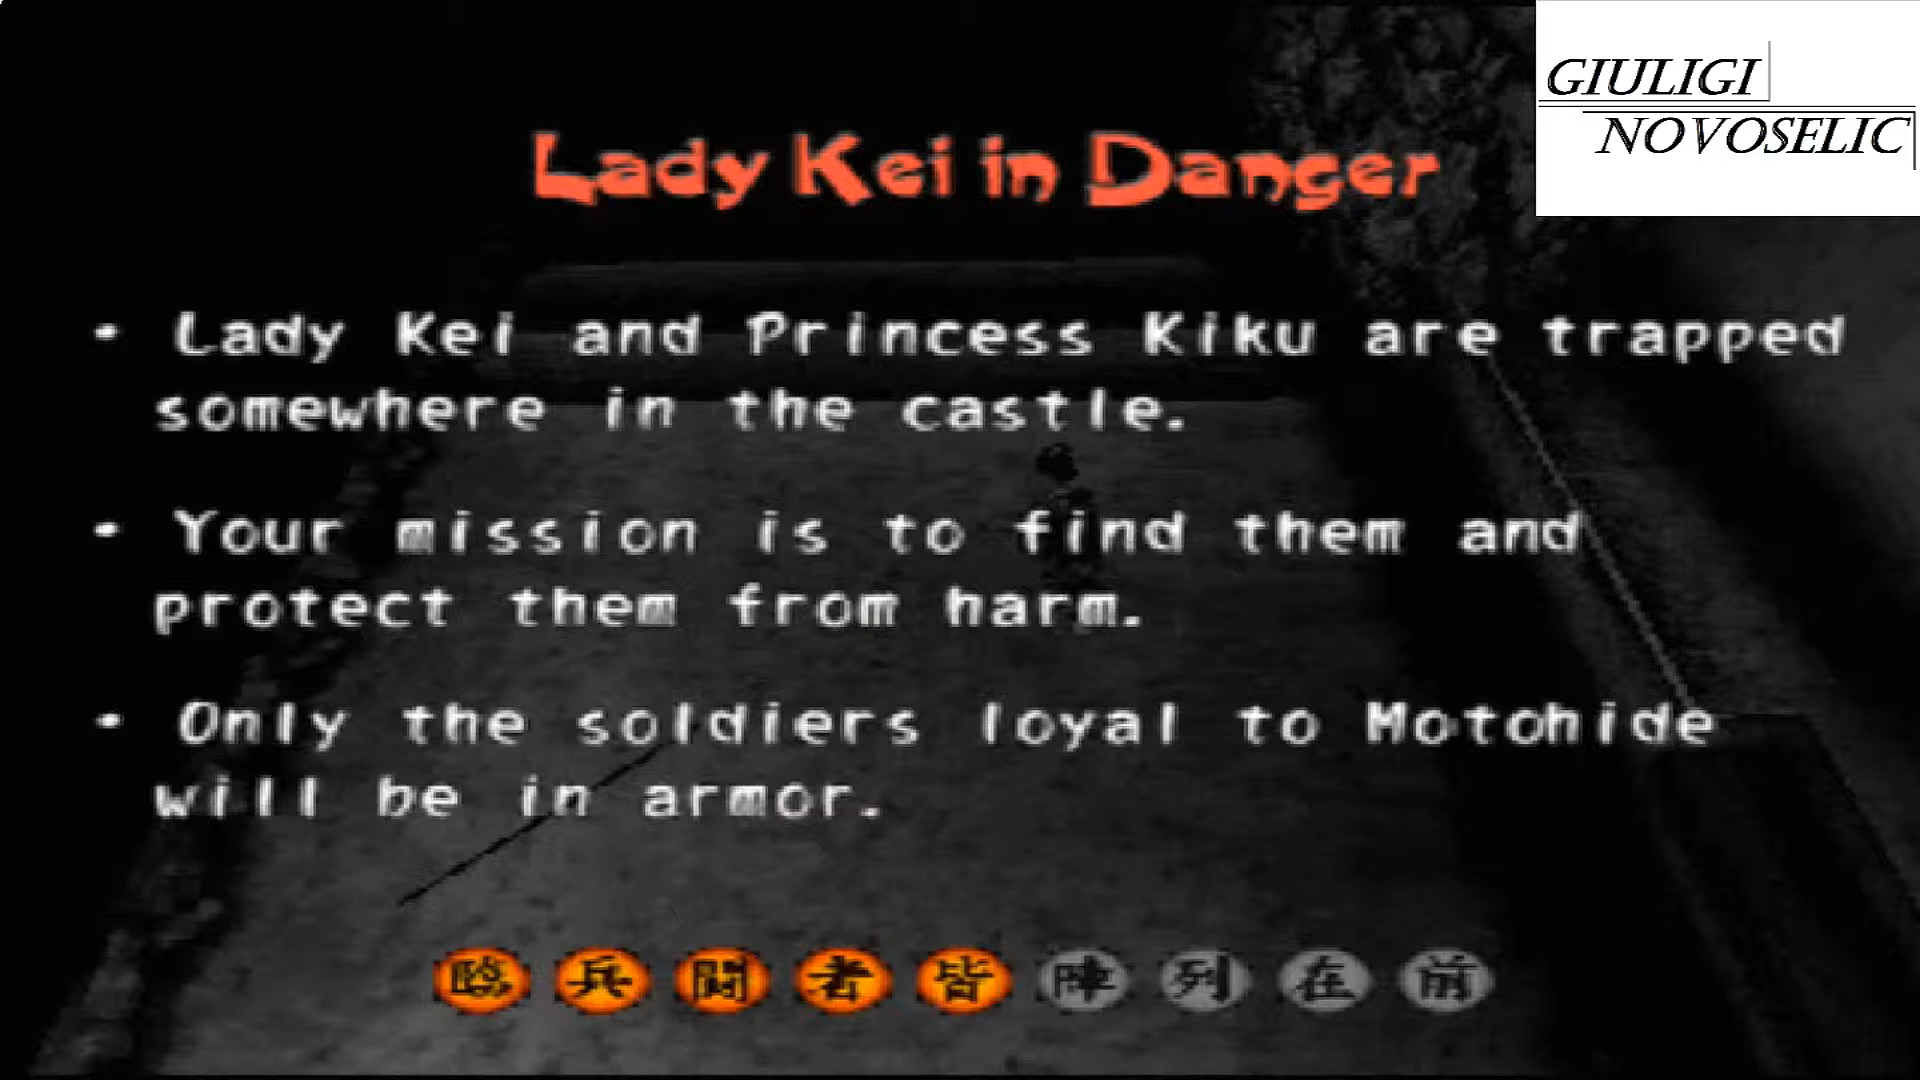 GIULIGI
NOVOSELIC
Lady Kei in Danger
• Lady Kei and Princess Kiku are trapped
somewhere in the castle.
• Your mission is to find them and
protect them from harm.
• Only the soldiers loyal to Motohide
will be in armor.
臨 兵 闘 者 皆 陣 列 在 前